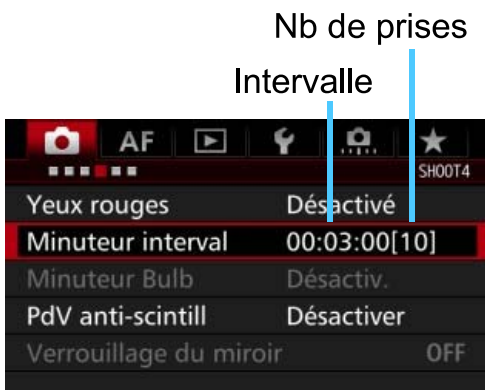 Nb de prises
Intervalle
AF
SHOOT4
Yeux rouges Désactivé
Minuteur interval 00:03:00[10]
Minuteur Bulb Désactiv.
PdV anti-scintill Désactiver
Verrouillage du miroir OFF